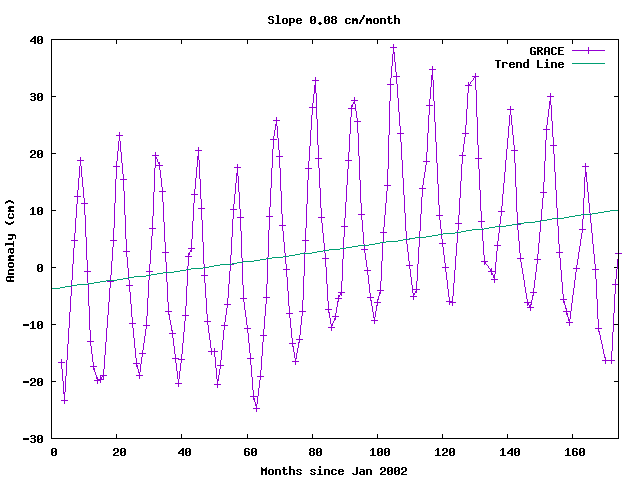 Slope 0.08 cm/month
GRACE
Trend Line
40
30
20
10
0
-10
-20
-30
Anomaly (cm)
0 20 40 60 80 100 120 140 160
Months since Jan 2002